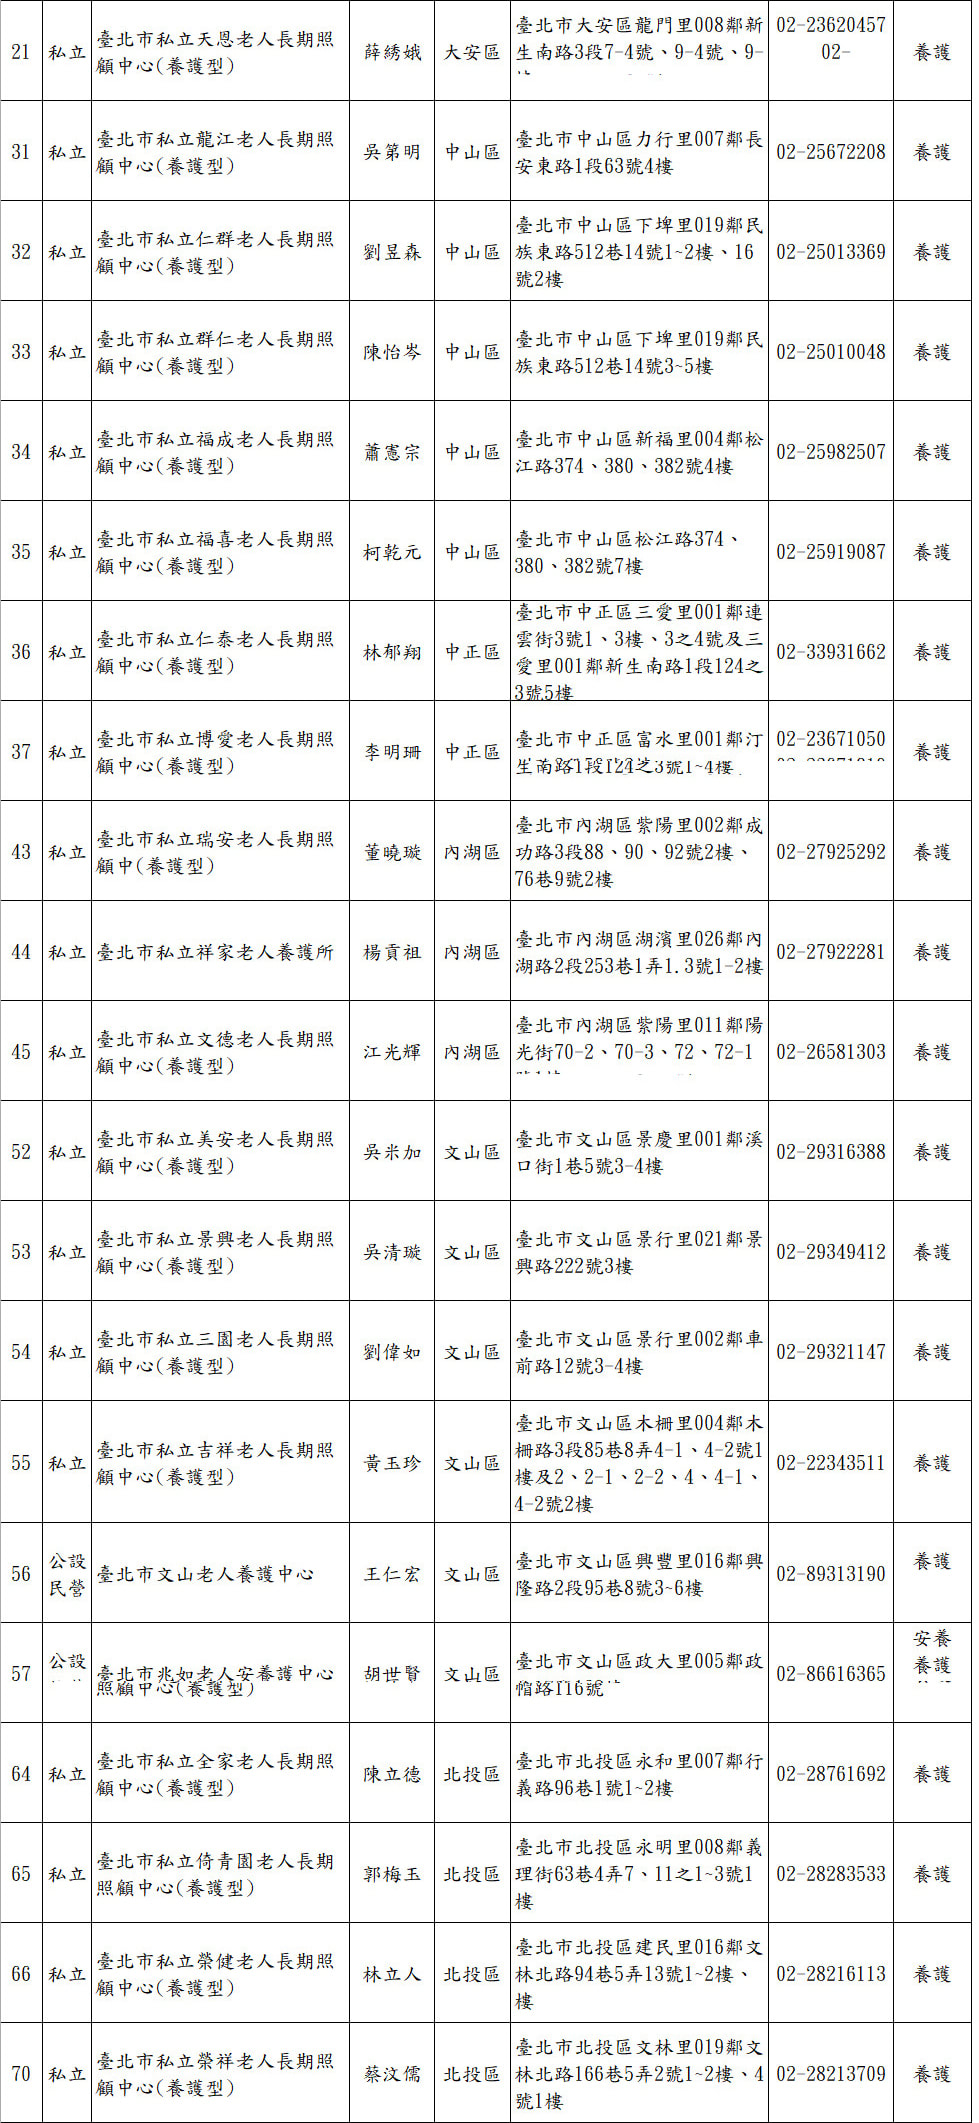 21 私立 臺北市私立天恩老人長期照顧中心(養護型) 薛綉娥 大安區 臺北市大安區龍門里008鄰新生南路3段7-4號、9-4號、9- 02-23620457 02- 養護
31 私立 臺北市私立龍江老人長期照顧中心(養護型) 吳第明 中山區 臺北市中山區力行里007鄰長安東路1段63號4樓 02-25672208 養護
32 私立 臺北市私立仁群老人長期照顧中心(養護型) 劉昱森 中山區 臺北市中山區下埤里019鄰民族東路512巷14號1~2樓、16號2樓 02-25013369 養護
33 私立 臺北市私立群仁老人長期照顧中心(養護型) 陳怡岑 中山區 臺北市中山區下埤里019鄰民族東路512巷14號3~5樓 02-25010048 養護
34 私立 臺北市私立福成老人長期照顧中心(養護型) 蕭憲宗 中山區 臺北市中山區新福里004鄰松江路374、380、382號4樓 02-25982507 養護
35 私立 臺北市私立福喜老人長期照顧中心(養護型) 柯乾元 中山區 臺北市中山區松江路374、380、382號7樓 02-25919087 養護
36 私立 臺北市私立仁泰老人長期照顧中心(養護型) 林郁翔 中正區 臺北市中正區三愛里001鄰連雲街3號1、3樓、3之4號及三愛里001鄰新生南路1段124之3號5樓 02-33931662 養護
37 私立 臺北市私立博愛老人長期照顧中心(養護型) 李明珊 中正區 臺北市中正區富水里001鄰汀生南路1段124之3號1~4樓 02-23671050 養護
43 私立 臺北市私立瑞安老人長期照顧中(養護型) 董曉璇 內湖區 臺北市內湖區紫陽里002鄰成功路3段88、90、92號2樓、76巷9號2樓 02-27925292 養護
44 私立 臺北市私立祥家老人養護所 楊貢祖 內湖區 臺北市內湖區湖濱里026鄰內湖路2段253巷1弄1.3號1-2樓 02-27922281 養護
45 私立 臺北市私立文德老人長期照顧中心(養護型) 江光輝 內湖區 臺北市內湖區紫陽里011鄰陽光街70-2、70-3、72、72-1 02-26581303 養護
52 私立 臺北市私立美安老人長期照顧中心(養護型) 吳米加 文山區 臺北市文山區景慶里001鄰溪口街1巷5號3-4樓 02-29316388 養護
53 私立 臺北市私立景興老人長期照顧中心(養護型) 吳清璇 文山區 臺北市文山區景行里021鄰景興路222號3樓 02-29349412 養護
54 私立 臺北市私立三園老人長期照顧中心(養護型) 劉偉如 文山區 臺北市文山區景行里002鄰車前路12號3-4樓 02-29321147 養護
55 私立 臺北市私立吉祥老人長期照顧中心(養護型) 黃玉珍 文山區 臺北市文山區木柵里004鄰木柵路3段85巷8弄4-1、4-2號1樓及2、2-1、2-2、4、4-1、4-2號2樓 02-22343511 養護
56 公設民營 臺北市文山老人養護中心 王仁宏 文山區 臺北市文山區興豐里016鄰興隆路2段95巷8號3~6樓 02-89313190 養護
57 公設 臺北市兆如老人安養護中心照顧中心(養護型) 胡世賢 文山區 臺北市文山區政大里005鄰政路116號 02-86616365 安養 養護
64 私立 臺北市私立全家老人長期照顧中心(養護型) 陳立德 北投區 臺北市北投區永和里007鄰行義路96巷1號1~2樓 02-28761692 養護
65 私立 臺北市私立倚青園老人長期照顧中心(養護型) 郭梅玉 北投區 臺北市北投區永明里008鄰義理街63巷4弄7、11之1~3號1樓 02-28283533 養護
66 私立 臺北市私立榮健老人長期照顧中心(養護型) 林立人 北投區 臺北市北投區建民里016鄰文林北路94巷5弄13號1~2樓、樓 02-28216113 養護
70 私立 臺北市私立榮祥老人長期照顧中心(養護型) 蔡汶儒 北投區 臺北市北投區文林里019鄰文林北路166巷5弄2號1~2樓、4號1樓 02-28213709 養護